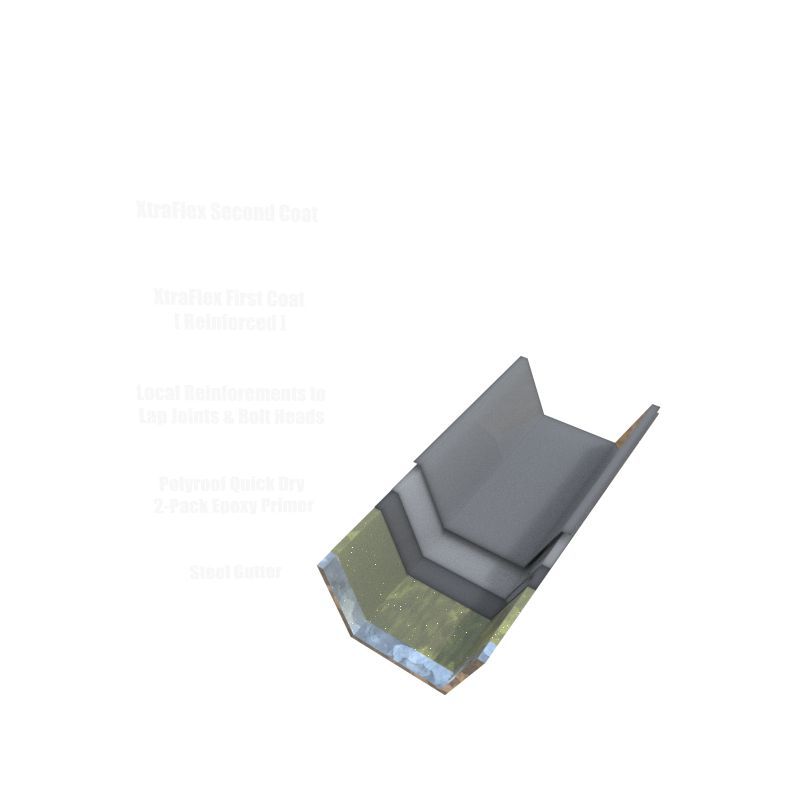 XtraFlex Second Coat
XtraFlex First Coat
[ Reinforced ]
Local Reinforements to
Lap Joints & Bolt Heads
Polyroof Quick Dry
2-Pack Epoxy Primer
Steel Gutter